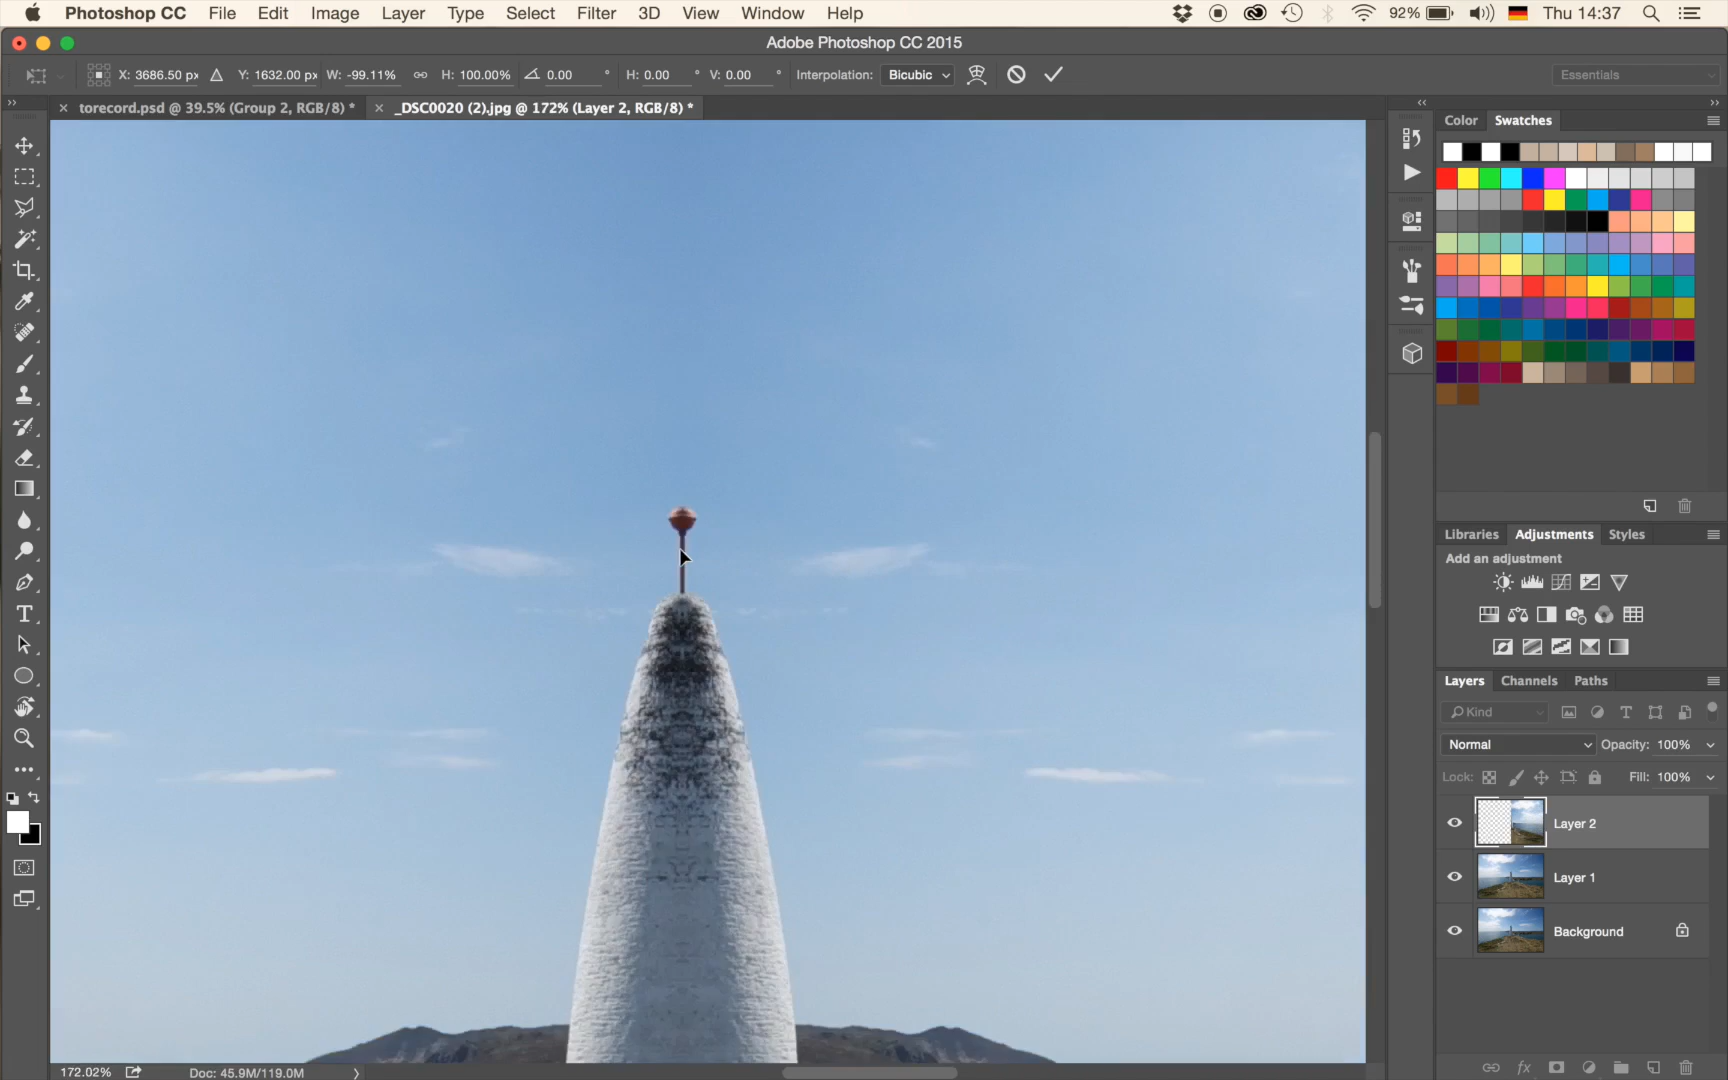 Photoshop CC File Edit Image Layer Type Select Filter 3D View Window Help 92% Thu 14:37
Adobe Photoshop CC 2015
X: 3686.50 px Y: 1632.00 px W: -99.11% H: 100.00% 0.00 ° H: 0.00 ° V: 0.00 ° Interpolation: Bicubic Essentials
torecord.psd @ 39.5% (Group 2, RGB/8) * _DSC0020 (2).jpg @ 172% (Layer 2, RGB/8) *
Color Swatches
Libraries Adjustments Styles
Add an adjustment
Layers Channels Paths
Kind
Normal Opacity: 100%
Lock: Fill: 100%
Layer 2
Layer 1
Background
fx
172.02% Doc: 45.9M/119.0M